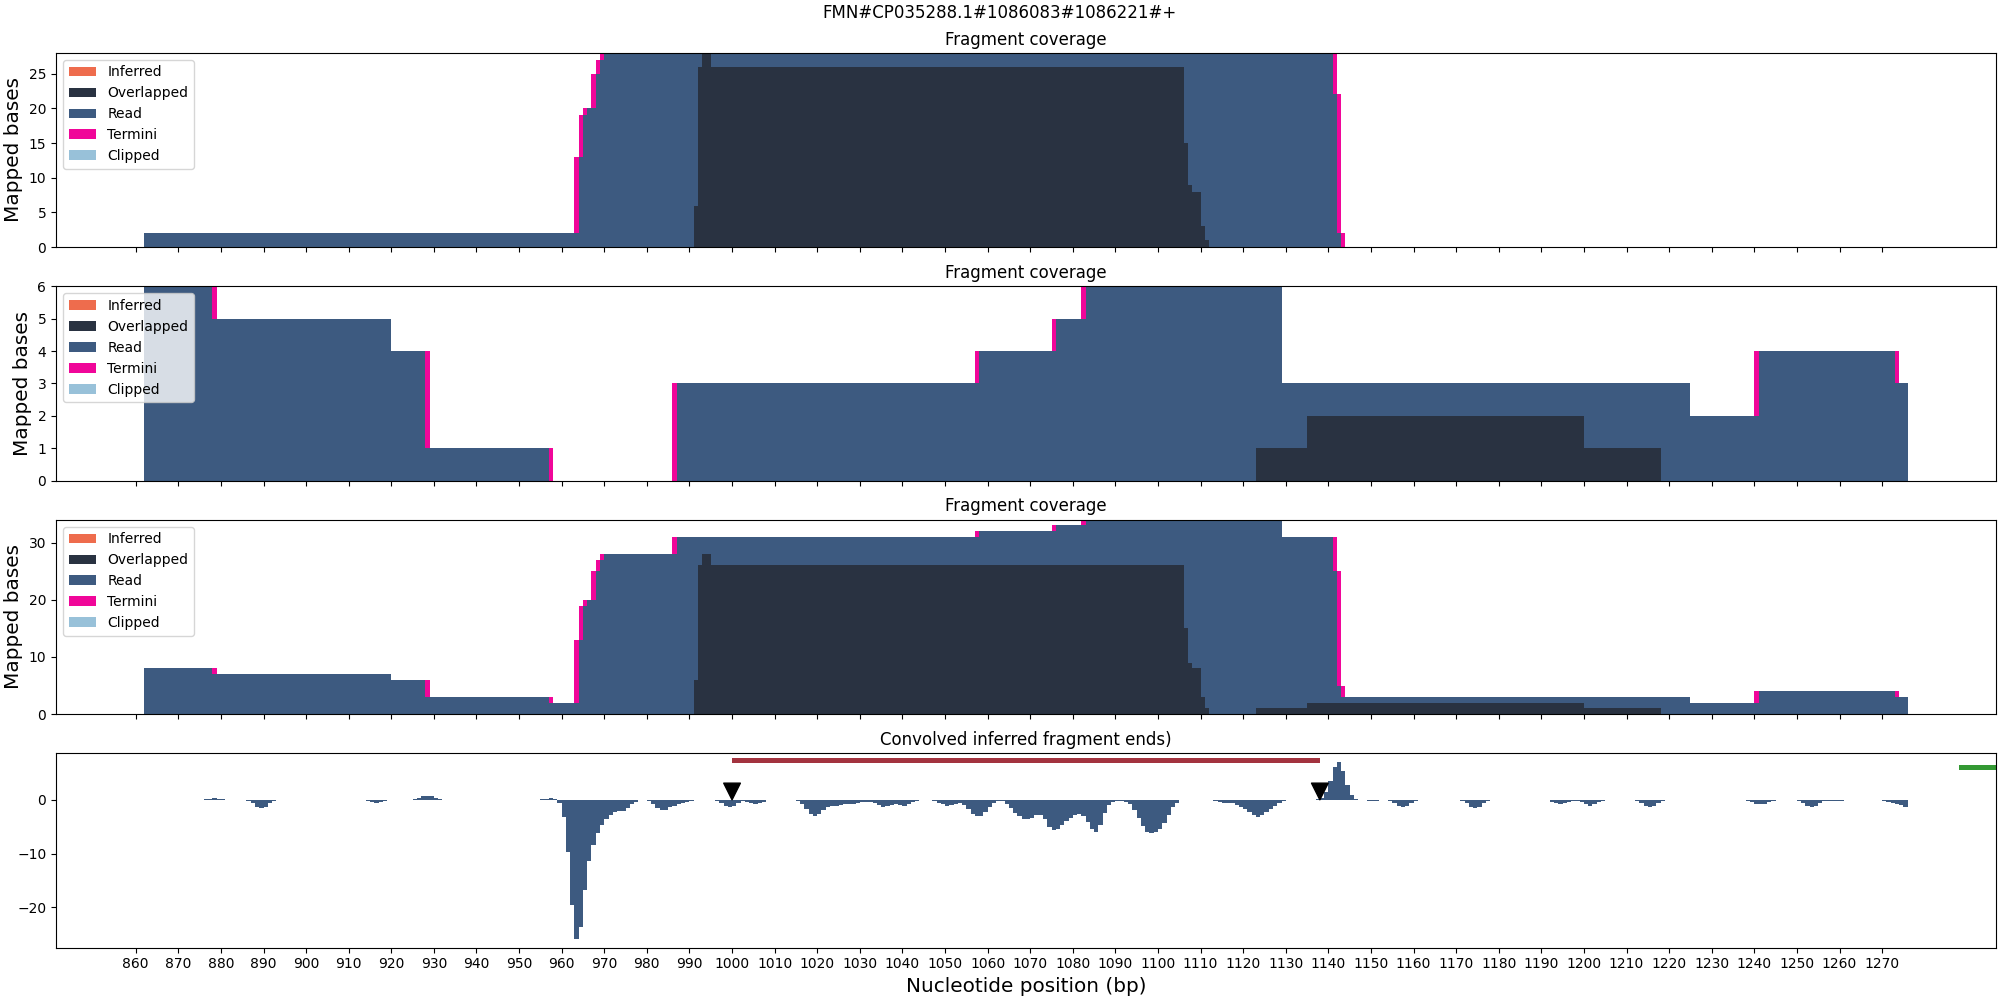 FMN#CP035288.1#1086083#1086221#+
Fragment coverage
Mapped bases
25
20
15
10
5
0
Inferred
Overlapped
Read
Termini
Clipped
Fragment coverage
Mapped bases
6
5
4
3
2
1
0
Inferred
Overlapped
Read
Termini
Clipped
Fragment coverage
Mapped bases
30
20
10
0
Inferred
Overlapped
Read
Termini
Clipped
Convolved inferred fragment ends)
0
−10
−20
860 870 880 890 900 910 920 930 940 950 960 970 980 990 1000 1010 1020 1030 1040 1050 1060 1070 1080 1090 1100 1110 1120 1130 1140 1150 1160 1170 1180 1190 1200 1210 1220 1230 1240 1250 1260 1270
Nucleotide position (bp)